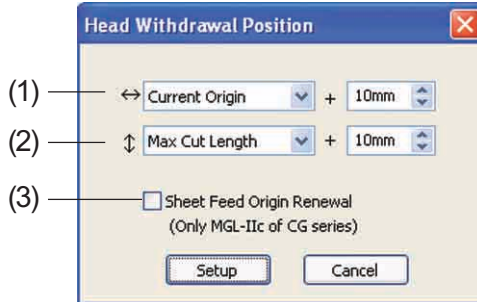 Head Withdrawal Position
(1) ↔ Current Origin + 10mm
(2) ↕ Max Cut Length + 10mm
(3) Sheet Feed Origin Renewal
(Only MGL-IIc of CG series)
Setup Cancel